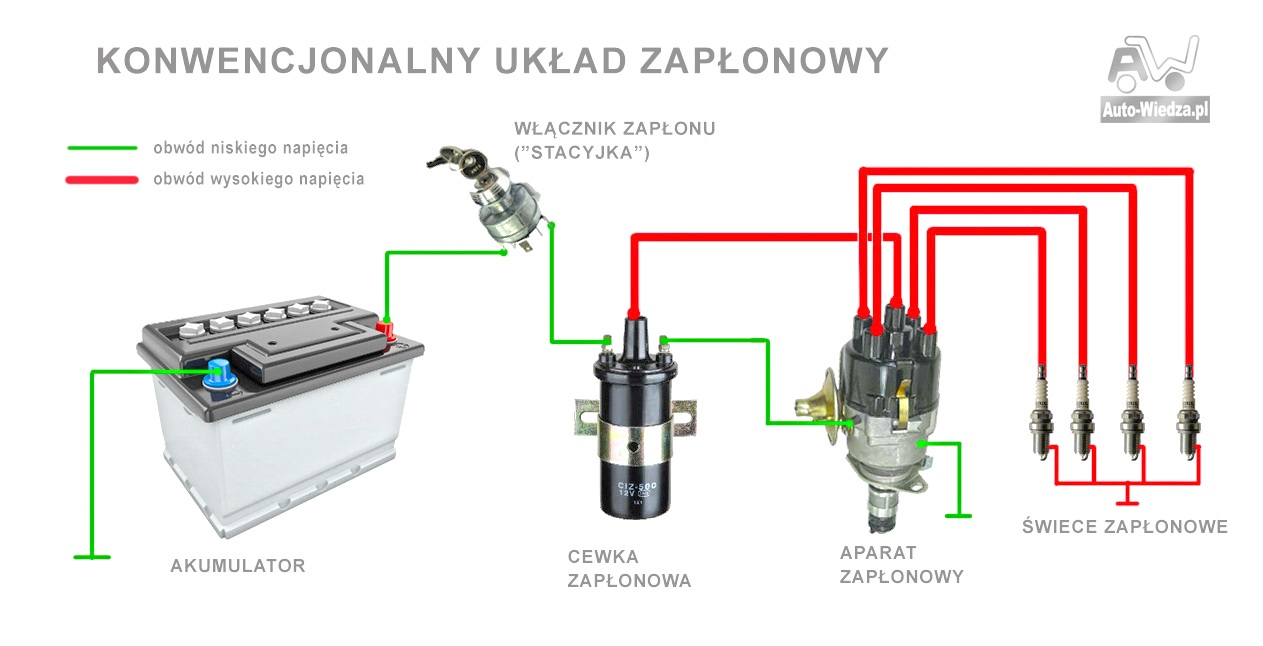 KONWENCJONALNY UKŁAD ZAPŁONOWY
AW
Auto-Wiedza.pl
WŁĄCZNIK ZAPŁONU
("STACYJKA")
obwód niskiego napięcia
obwód wysokiego napięcia
CIZ-500
12V
AKUMULATOR
CEWKA
ZAPŁONOWA
APARAT
ZAPŁONOWY
ŚWIECE ZAPŁONOWE